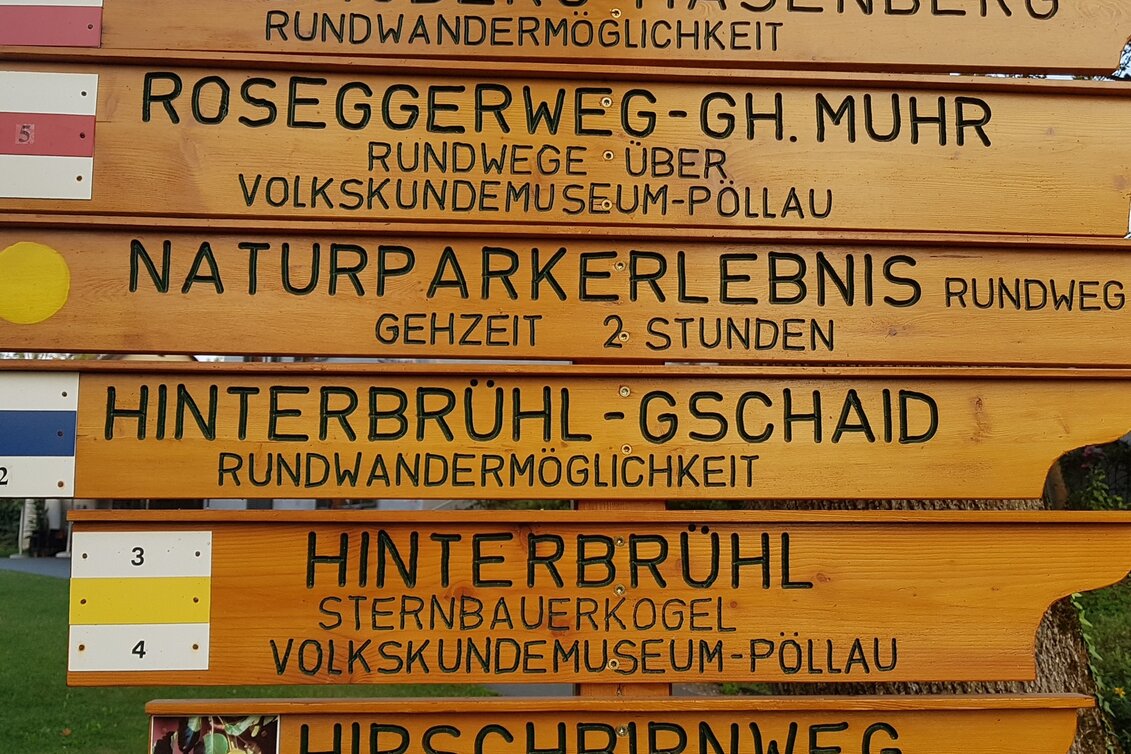 MASENBERG
RUNDWANDERMÖGLICHKEIT
5
ROSEGGERWEG-GH. MUHR
RUNDWEGE ÜBER
VOLKSKUNDEMUSEUM-PÖLLAU
NATURPARKERLEBNIS RUNDWEG
GEHZEIT 2 STUNDEN
HINTERBRÜHL-GSCHAID
2
RUNDWANDERMÖGLICHKEIT
3
HINTERBRÜHL
STERNBAUERKOGEL
4
VOLKSKUNDEMUSEUM-PÖLLAU
HIRSCHBIRNWEG